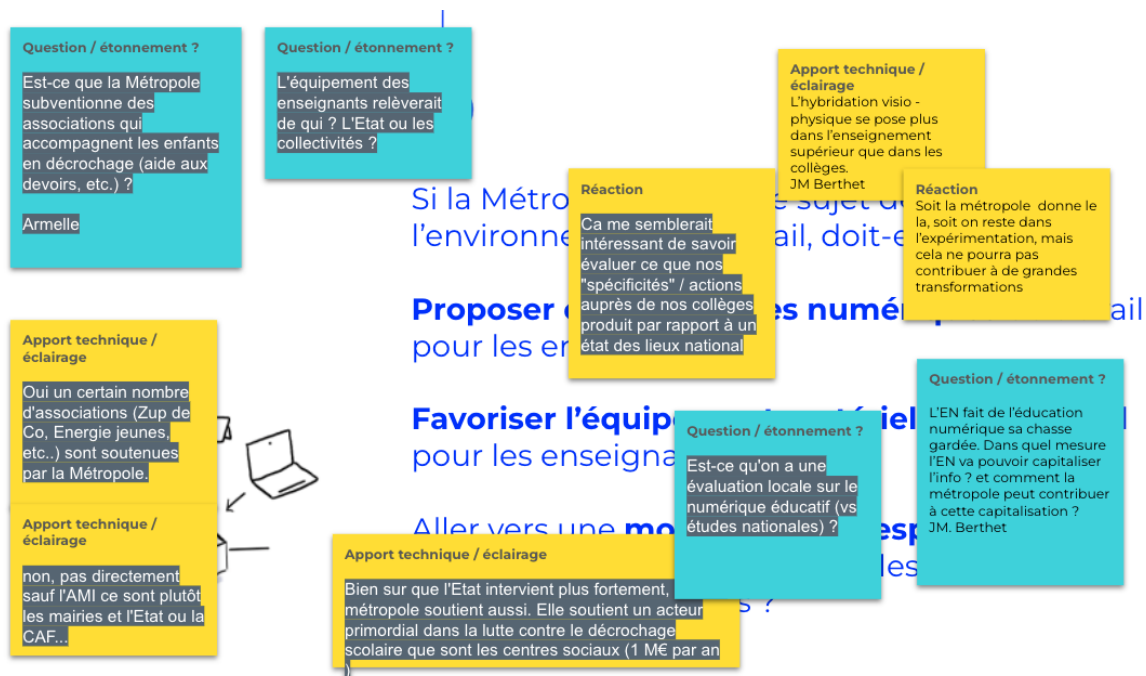 Question / étonnement ?
Est-ce que la Métropole
subventionne des
associations qui
accompagnent les enfants
en décrochage (aide aux
devoirs, etc.) ?
Armelle
Question / étonnement ?
L'équipement des
enseignants relèverait
de qui ? L'Etat ou les
collectivités ?
Apport technique /
éclairage
L'hybridation visio -
physique se pose plus
dans l'enseignement
supérieur que dans les
collèges.
JM Berthet
Réaction
Ca me semblerait
intéressant de savoir
évaluer ce que nos
"spécificités" / actions
auprès de nos collèges
produit par rapport à un
état des lieux national
Réaction
Soit la métropole donne le
la, soit on reste dans
l'expérimentation, mais
cela ne pourra pas
contribuer à de grandes
transformations
Si la Métro sujet
l'environne ail, doit-e
Proposer es numér ail
pour les en
Favoriser l'équip tériel
pour les enseigna
Aller vers une mo esp
les
s ?
Apport technique /
éclairage
Oui un certain nombre
d'associations (Zup de
Co, Energie jeunes,
etc..) sont soutenues
par la Métropole.
Apport technique /
éclairage
non, pas directement
sauf l'AMI ce sont plutôt
les mairies et l'Etat ou la
CAF...
Apport technique / éclairage
Bien sur que l'Etat intervient plus fortement,
métropole soutient aussi. Elle soutient un acteur
primordial dans la lutte contre le décrochage
scolaire que sont les centres sociaux (1 M€ par an
)
Question / étonnement ?
Est-ce qu'on a une
évaluation locale sur le
numérique éducatif (vs
études nationales) ?
Question / étonnement ?
L'EN fait de l'éducation
numérique sa chasse
gardée. Dans quel mesure
l'EN va pouvoir capitaliser
l'info ? et comment la
métropole peut contribuer
à cette capitalisation ?
JM. Berthet